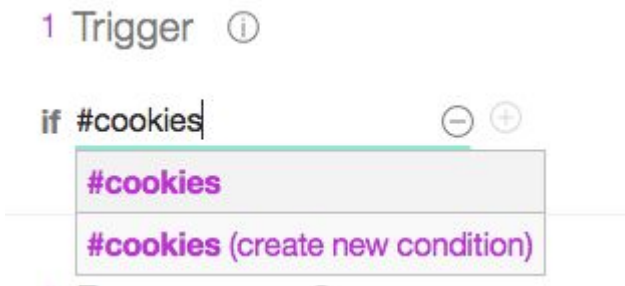 1 Trigger ⓘ
if #cookies
#cookies
#cookies (create new condition)